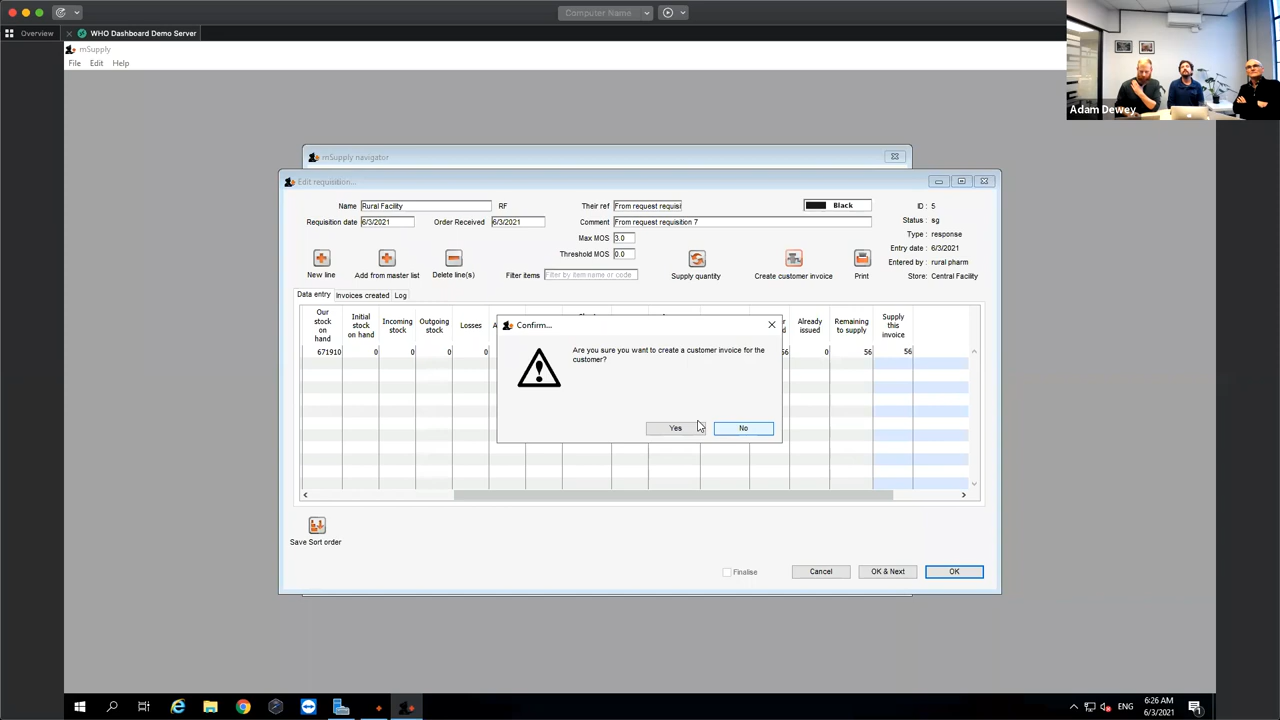 Computer Name
Overview
WHO Dashboard Demo Server
mSupply
File Edit Help
Adam Dewey
mSupply navigator
Edit requisition...
Name Rural Facility RF Their ref From request requisi Black ID : 5
Requisition date 6/3/2021 Order Received 6/3/2021 Comment From request requisition 7 Status : sg
Max MOS 3.0 Type : response
Threshold MOS 0.0 Entry date : 6/3/2021
Entered by : rural pharm
New line Add from master list Delete line(s) Filter items Filter by item name or code Supply quantity Create customer invoice Print Store: Central Facility
Data entry Invoices created Log
Our stock on hand Initial stock on hand Incoming stock Outgoing stock Losses Already issued Remaining to supply Supply this invoice
671910 0 0 0 0 0 56 56
Confirm...
Are you sure you want to create a customer invoice for the
customer?
Yes No
Save Sort order
Finalise Cancel OK & Next OK
ENG 6:26 AM
6/3/2021